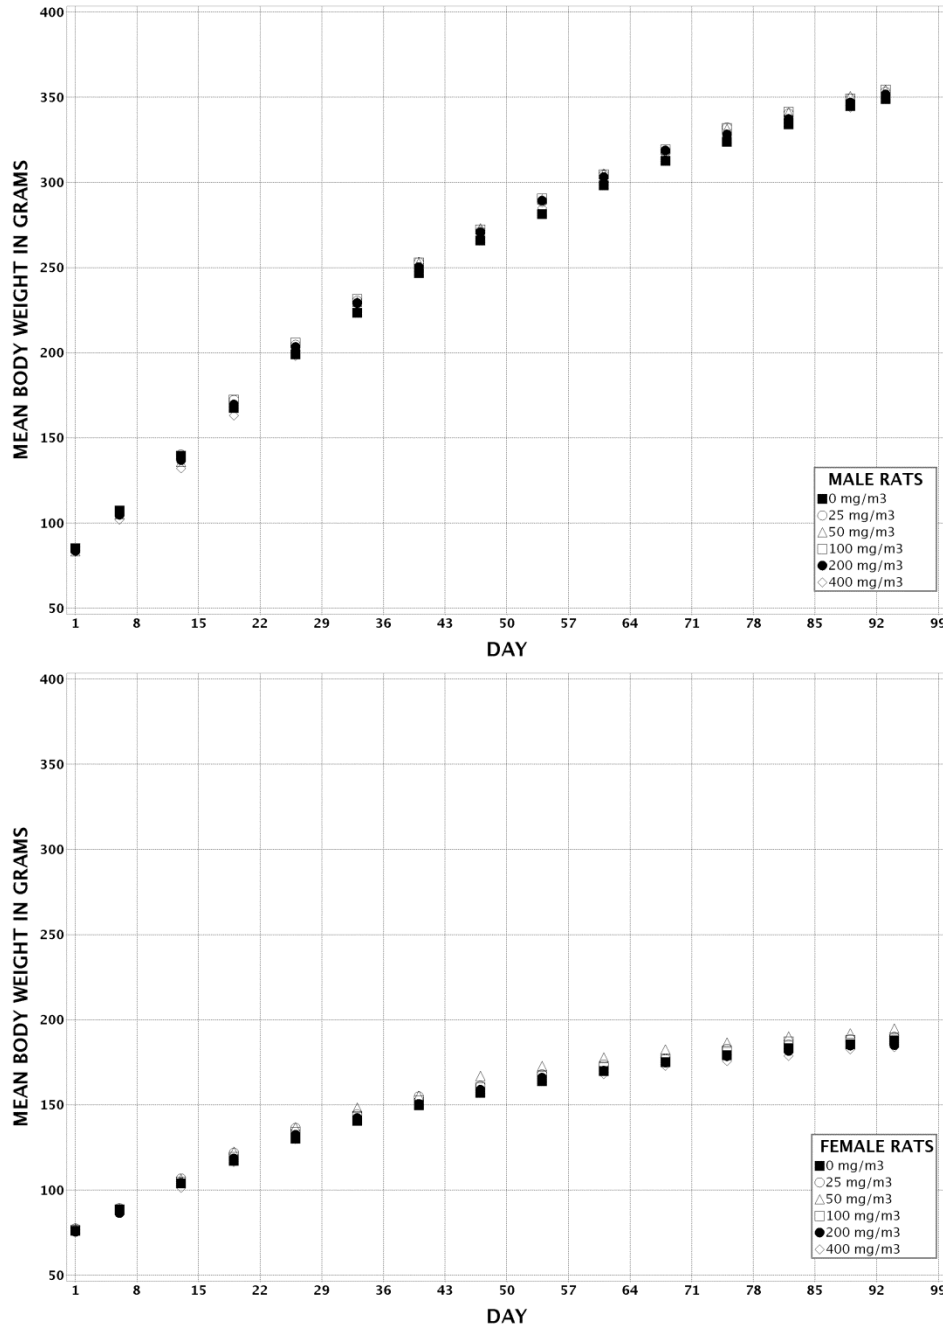 400
350
300
250
200
150
100
50
MEAN BODY WEIGHT IN GRAMS
MALE RATS
0 mg/m3
25 mg/m3
50 mg/m3
100 mg/m3
200 mg/m3
400 mg/m3
1 8 15 22 29 36 43 50 57 64 71 78 85 92 99
DAY
400
350
300
250
200
150
100
50
MEAN BODY WEIGHT IN GRAMS
FEMALE RATS
0 mg/m3
25 mg/m3
50 mg/m3
100 mg/m3
200 mg/m3
400 mg/m3
1 8 15 22 29 36 43 50 57 64 71 78 85 92 99
DAY